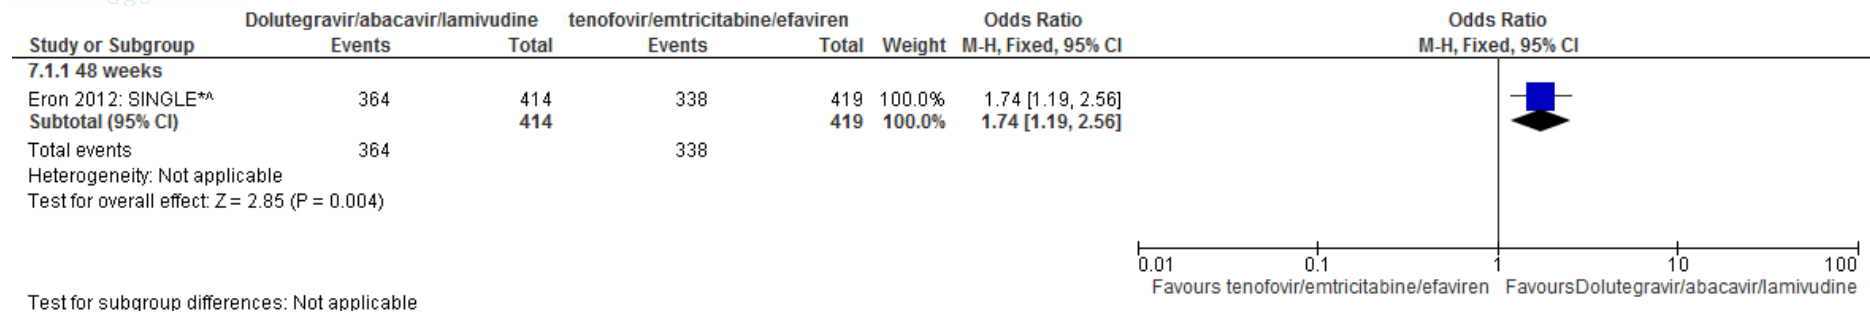 Dolutegravir/abacavir/lamivudine tenofovir/emtricitabine/efaviren Odds Ratio Odds Ratio
Study or Subgroup Events Total Events Total Weight M-H, Fixed, 95% CI M-H, Fixed, 95% CI
7.1.1 48 weeks
Eron 2012: SINGLE*^ 364 414 338 419 100.0% 1.74 [1.19, 2.56]
Subtotal (95% CI) 414 419 100.0% 1.74 [1.19, 2.56]
Total events 364 338
Heterogeneity: Not applicable
Test for overall effect: Z = 2.85 (P = 0.004)
0.01 0.1 1 10 100
Favours tenofovir/emtricitabine/efaviren FavoursDolutegravir/abacavir/lamivudine
Test for subgroup differences: Not applicable